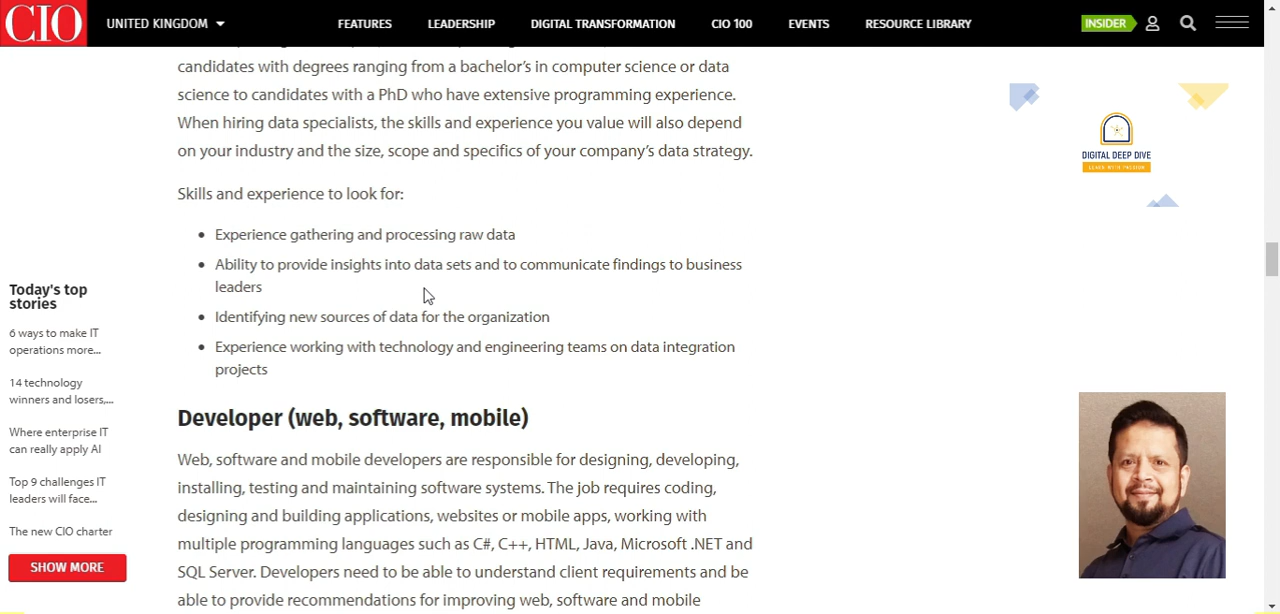 CIO
UNITED KINGDOM
FEATURES
LEADERSHIP
DIGITAL TRANSFORMATION
CIO 100
EVENTS
RESOURCE LIBRARY
INSIDER
candidates with degrees ranging from a bachelor’s in computer science or data
science to candidates with a PhD who have extensive programming experience.
When hiring data specialists, the skills and experience you value will also depend
on your industry and the size, scope and specifics of your company’s data strategy.
Skills and experience to look for:
• Experience gathering and processing raw data
• Ability to provide insights into data sets and to communicate findings to business
leaders
• Identifying new sources of data for the organization
• Experience working with technology and engineering teams on data integration
projects
Developer (web, software, mobile)
Web, software and mobile developers are responsible for designing, developing,
installing, testing and maintaining software systems. The job requires coding,
designing and building applications, websites or mobile apps, working with
multiple programming languages such as C#, C++, HTML, Java, Microsoft .NET and
SQL Server. Developers need to be able to understand client requirements and be
able to provide recommendations for improving web, software and mobile
Today's top
stories
6 ways to make IT
operations more...
14 technology
winners and losers,...
Where enterprise IT
can really apply AI
Top 9 challenges IT
leaders will face...
The new CIO charter
SHOW MORE
DIGITAL DEEP DIVE
LEARN WITH PASSION